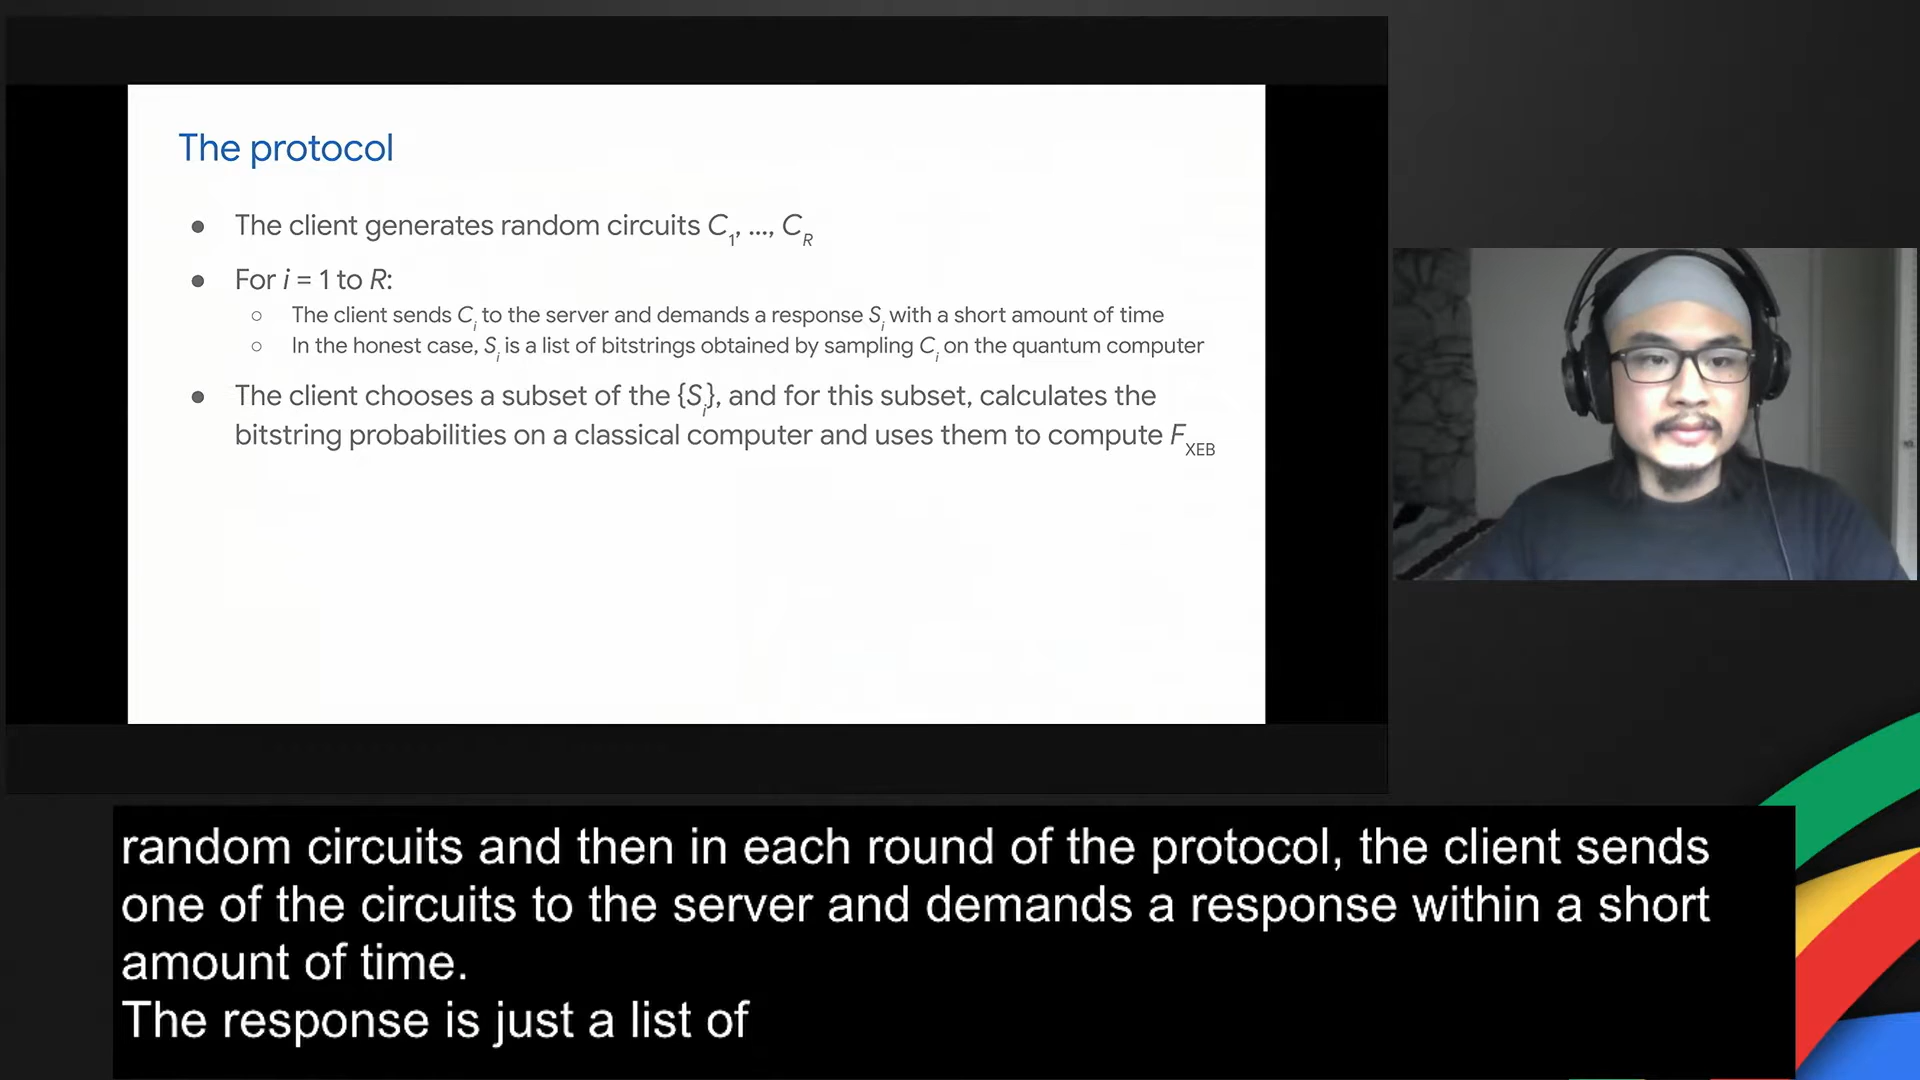 The protocol
● The client generates random circuits C1, ..., CR
● For i = 1 to R:
○ The client sends Ci to the server and demands a response Si with a short amount of time
○ In the honest case, Si is a list of bitstrings obtained by sampling Ci on the quantum computer
● The client chooses a subset of the {Si}, and for this subset, calculates the
bitstring probabilities on a classical computer and uses them to compute FXEB
random circuits and then in each round of the protocol, the client sends
one of the circuits to the server and demands a response within a short
amount of time.
The response is just a list of